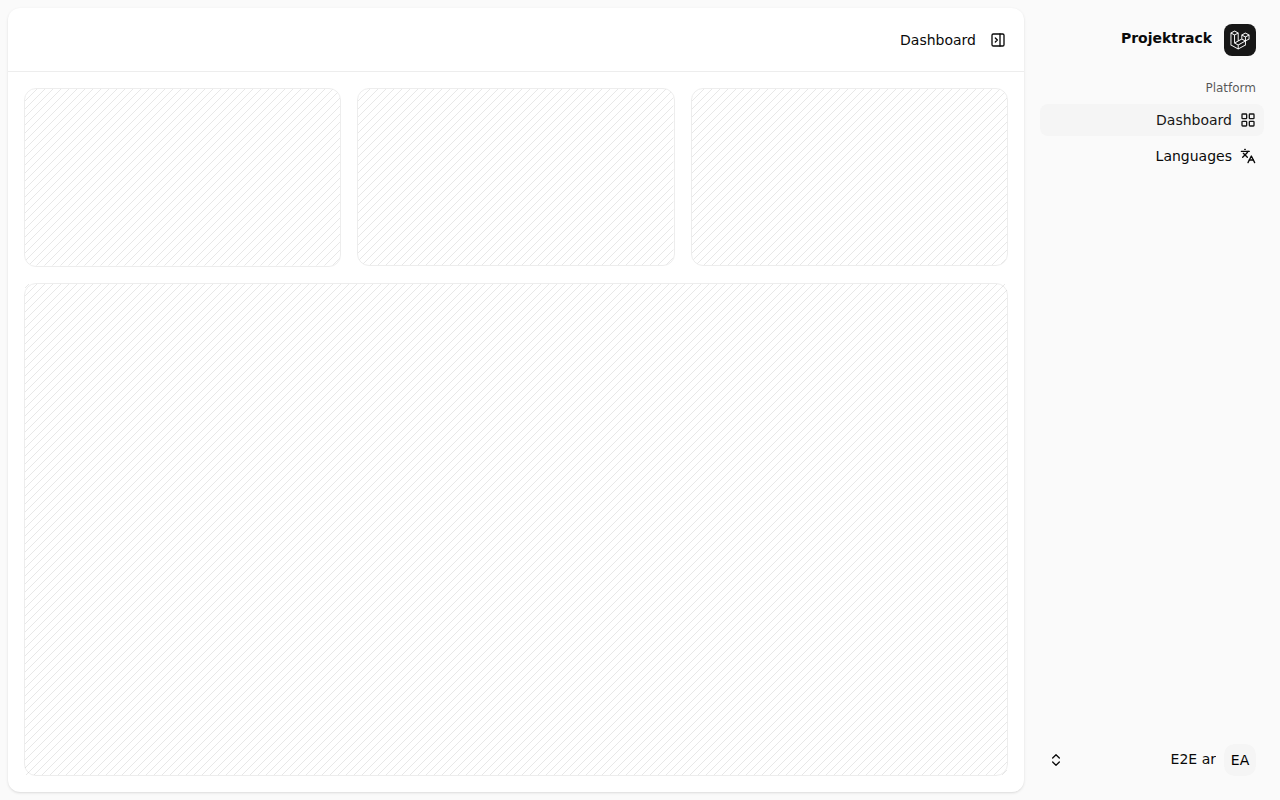 Projektrack
Platform
Dashboard
Languages
E2E ar
EA
Dashboard